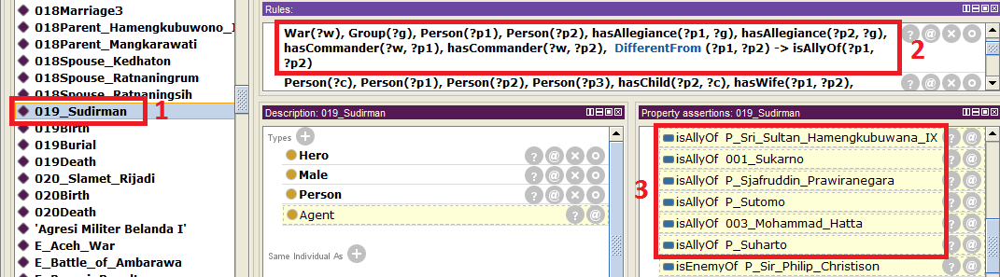 018Marriage3
018Parent_Hamengkubuwono_I
018Parent_Mangkarawati
018Spouse_Kedhaton
018Spouse_Ratnaningrum
018Spouse_Ratnaningsih
019_Sudirman
1
019Birth
019Burial
019Death
020_Slamet_Rijadi
020Birth
020Death
'Agresi Militer Belanda I'
E_Aceh_War
E_Battle_of_Ambarawa
Rules:
War(?w), Group(?g), Person(?p1), Person(?p2), hasAllegiance(?p1, ?g), hasAllegiance(?p2, ?g),
hasCommander(?w, ?p1), hasCommander(?w, ?p2), DifferentFrom (?p1, ?p2) -> isAllyOf(?p1,
?p2)
2
Person(?c), Person(?p1), Person(?p2), Person(?p3), hasChild(?p2, ?c), hasWife(?p1, ?p2),
Description: 019_Sudirman
Types
Hero
Male
Person
Agent
Same Individual As
Property assertions: 019_Sudirman
3
isAllyOf P_Sri_Sultan_Hamengkubuwana_IX
isAllyOf 001_Sukarno
isAllyOf P_Sjafruddin_Prawiranegara
isAllyOf P_Sutomo
isAllyOf 003_Mohammad_Hatta
isAllyOf P_Suharto
isEnemyOf P_Sir_Philip_Christison